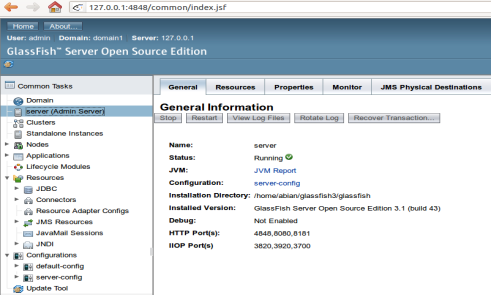 127.0.0.1:4848/common/index.jsf
Home About...
User: admin Domain: domain1 Server: 127.0.0.1
GlassFish™ Server Open Source Edition
Common Tasks
Domain
server (Admin Server)
Clusters
Standalone Instances
Nodes
Applications
Lifecycle Modules
Resources
JDBC
Connectors
Resource Adapter Configs
JMS Resources
JavaMail Sessions
JNDI
Configurations
default-config
server-config
Update Tool
General Resources Properties Monitor JMS Physical Destinations
General Information
Stop Restart View Log Files Rotate Log Recover Transaction...
Name: server
Status: Running
JVM: JVM Report
Configuration: server-config
Installation Directory: /home/abian/glassfish3/glassfish
Installed Version: GlassFish Server Open Source Edition 3.1 (build 43)
Debug: Not Enabled
HTTP Port(s): 4848,8080,8181
IIOP Port(s): 3820,3920,3700